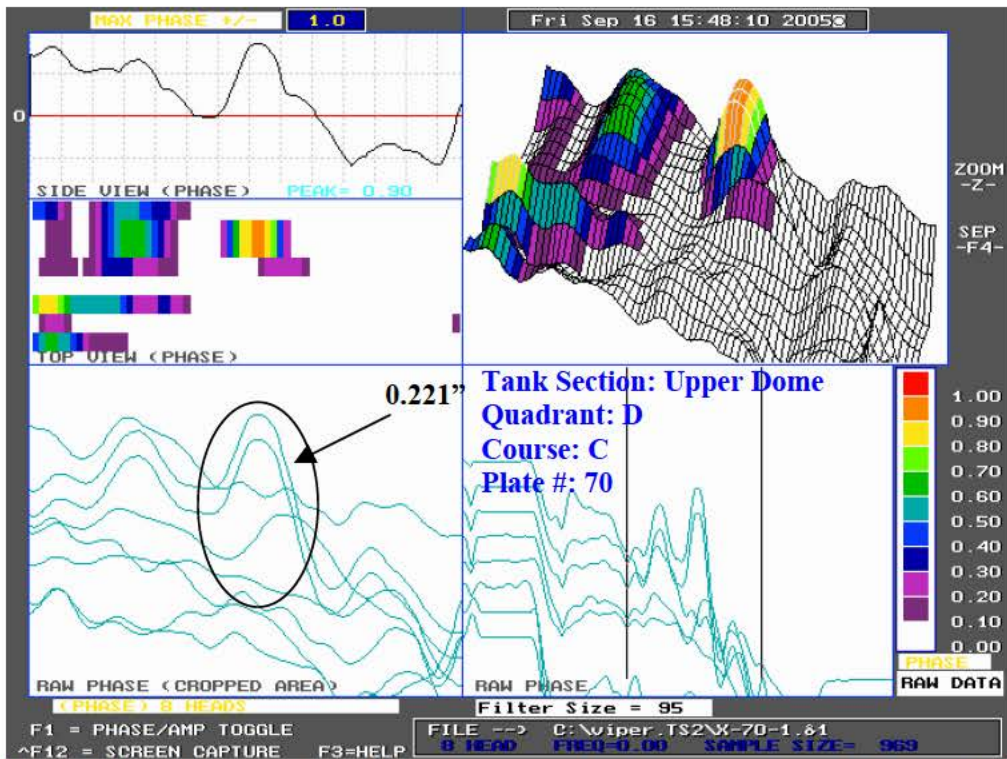 MAX PHASE +/- 1.0
Fri Sep 16 15:48:10 2005
0
SIDE VIEW (PHASE) PEAK= 0.90
ZOOM
-Z-
SEP
-F4-
TOP VIEW (PHASE)
0.221”
Tank Section: Upper Dome
Quadrant: D
Course: C
Plate #: 70
1.00
0.90
0.80
0.70
0.60
0.50
0.40
0.30
0.20
0.10
0.00
PHASE
RAW DATA
RAW PHASE (CROPPED AREA)
RAW PHASE
(PHASE) 8 HEADS
Filter Size = 95
F1 = PHASE/AMP TOGGLE
^F12 = SCREEN CAPTURE F3=HELP
FILE --> C:\viper.TS2\X-70-1.&1
8 HEAD FREQ=0.00 SAMPLE SIZE= 969